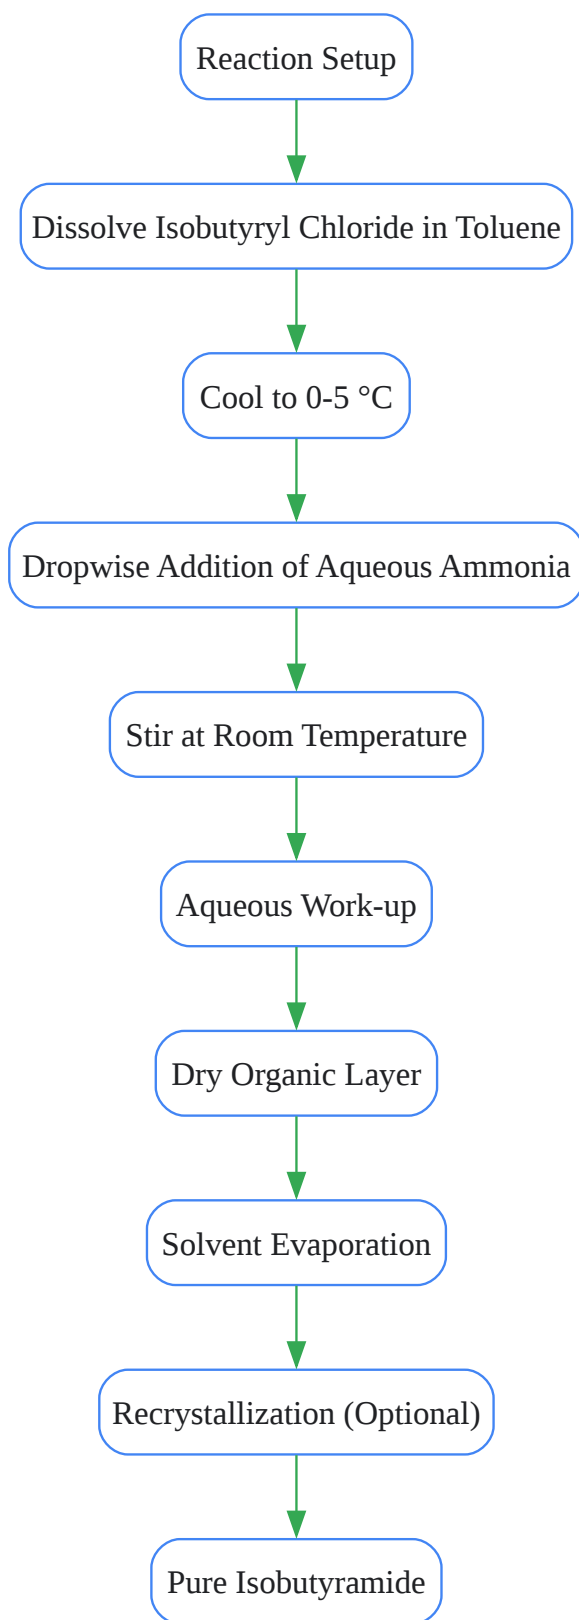 Reaction Setup
Dissolve Isobutyryl Chloride in Toluene
Cool to 0-5 °C
Dropwise Addition of Aqueous Ammonia
Stir at Room Temperature
Aqueous Work-up
Dry Organic Layer
Solvent Evaporation
Recrystallization (Optional)
Pure Isobutyramide